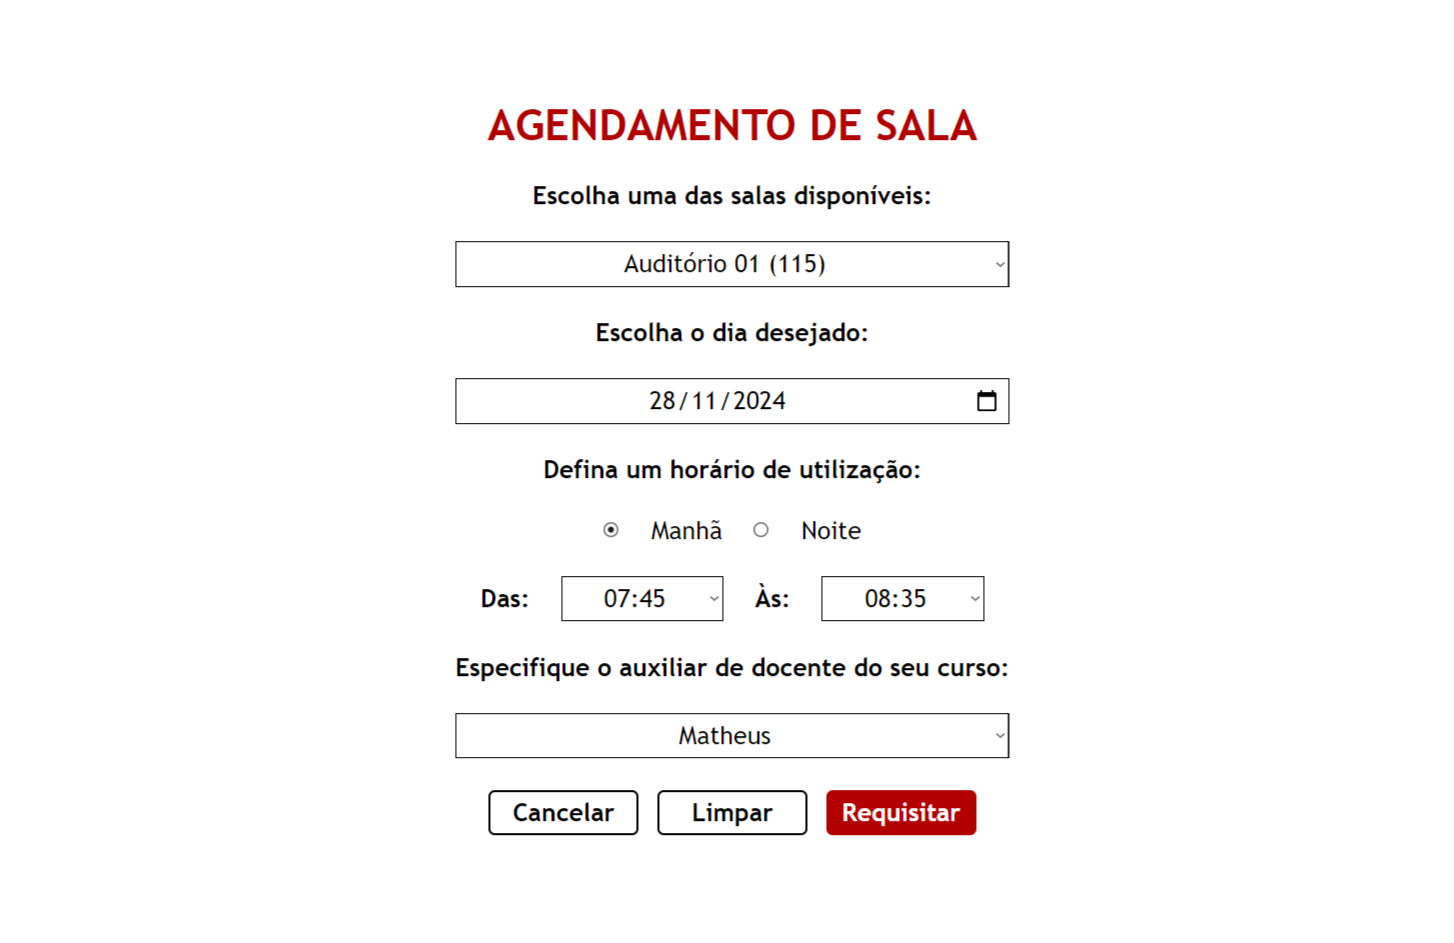 AGENDAMENTO DE SALA
Escolha uma das salas disponíveis:
Auditório 01 (115)
Escolha o dia desejado:
28/11/2024
Defina um horário de utilização:
Manhã Noite
Das: 07:45 Às: 08:35
Especifique o auxiliar de docente do seu curso:
Matheus
Cancelar Limpar Requisitar